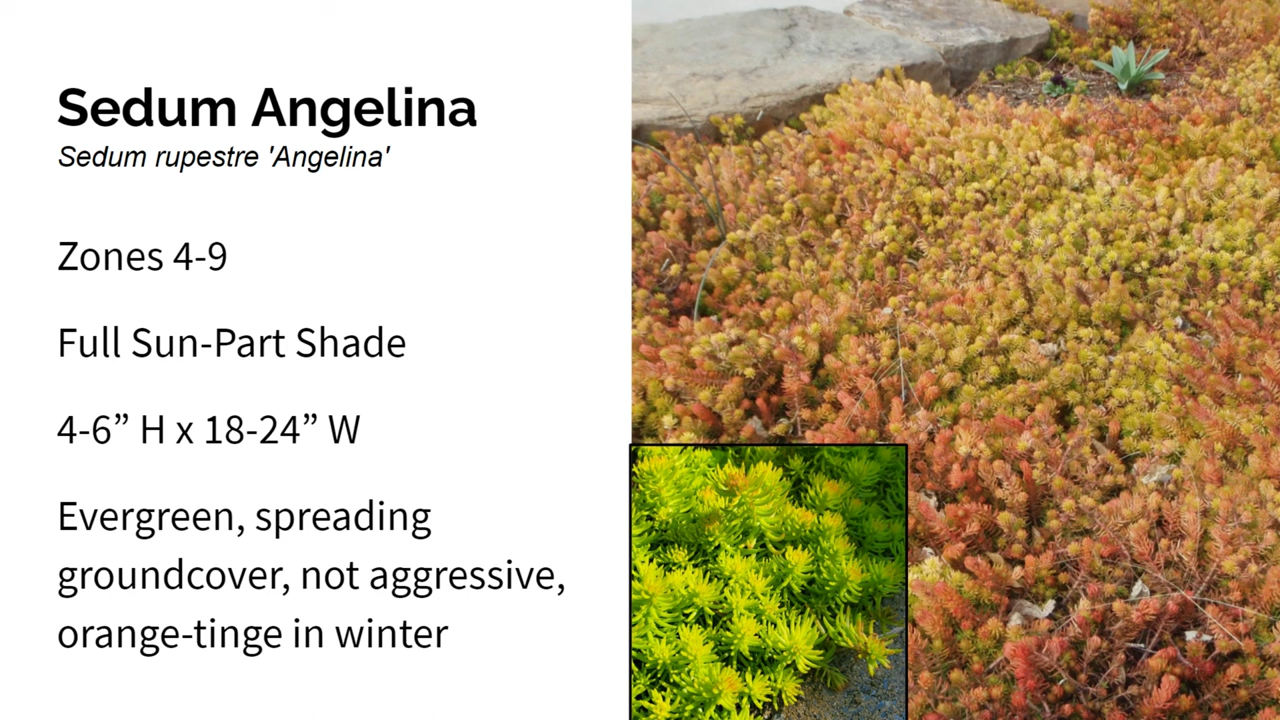 Sedum Angelina
Sedum rupestre 'Angelina'
Zones 4-9
Full Sun-Part Shade
4-6” H x 18-24” W
Evergreen, spreading
groundcover, not aggressive,
orange-tinge in winter